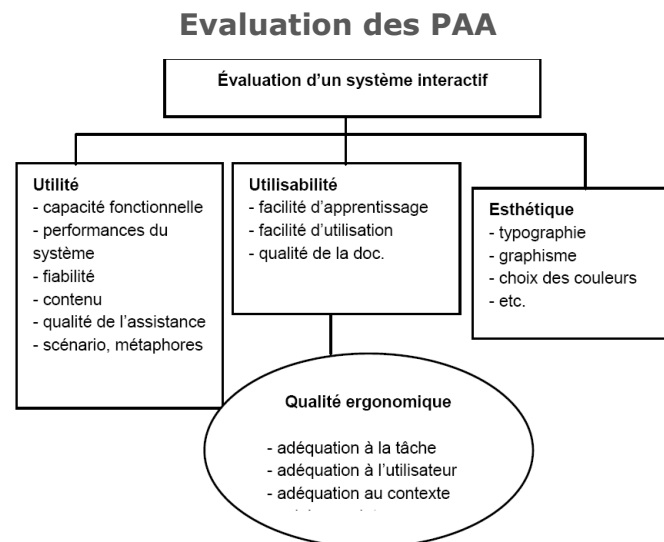 Evaluation des PAA
Évaluation d’un système interactif
Utilité
- capacité fonctionnelle
- performances du
système
- fiabilité
- contenu
- qualité de l’assistance
- scénario, métaphores
Utilisabilité
- facilité d’apprentissage
- facilité d’utilisation
- qualité de la doc.
Esthétique
- typographie
- graphisme
- choix des couleurs
- etc.
Qualité ergonomique
- adéquation à la tâche
- adéquation à l’utilisateur
- adéquation au contexte